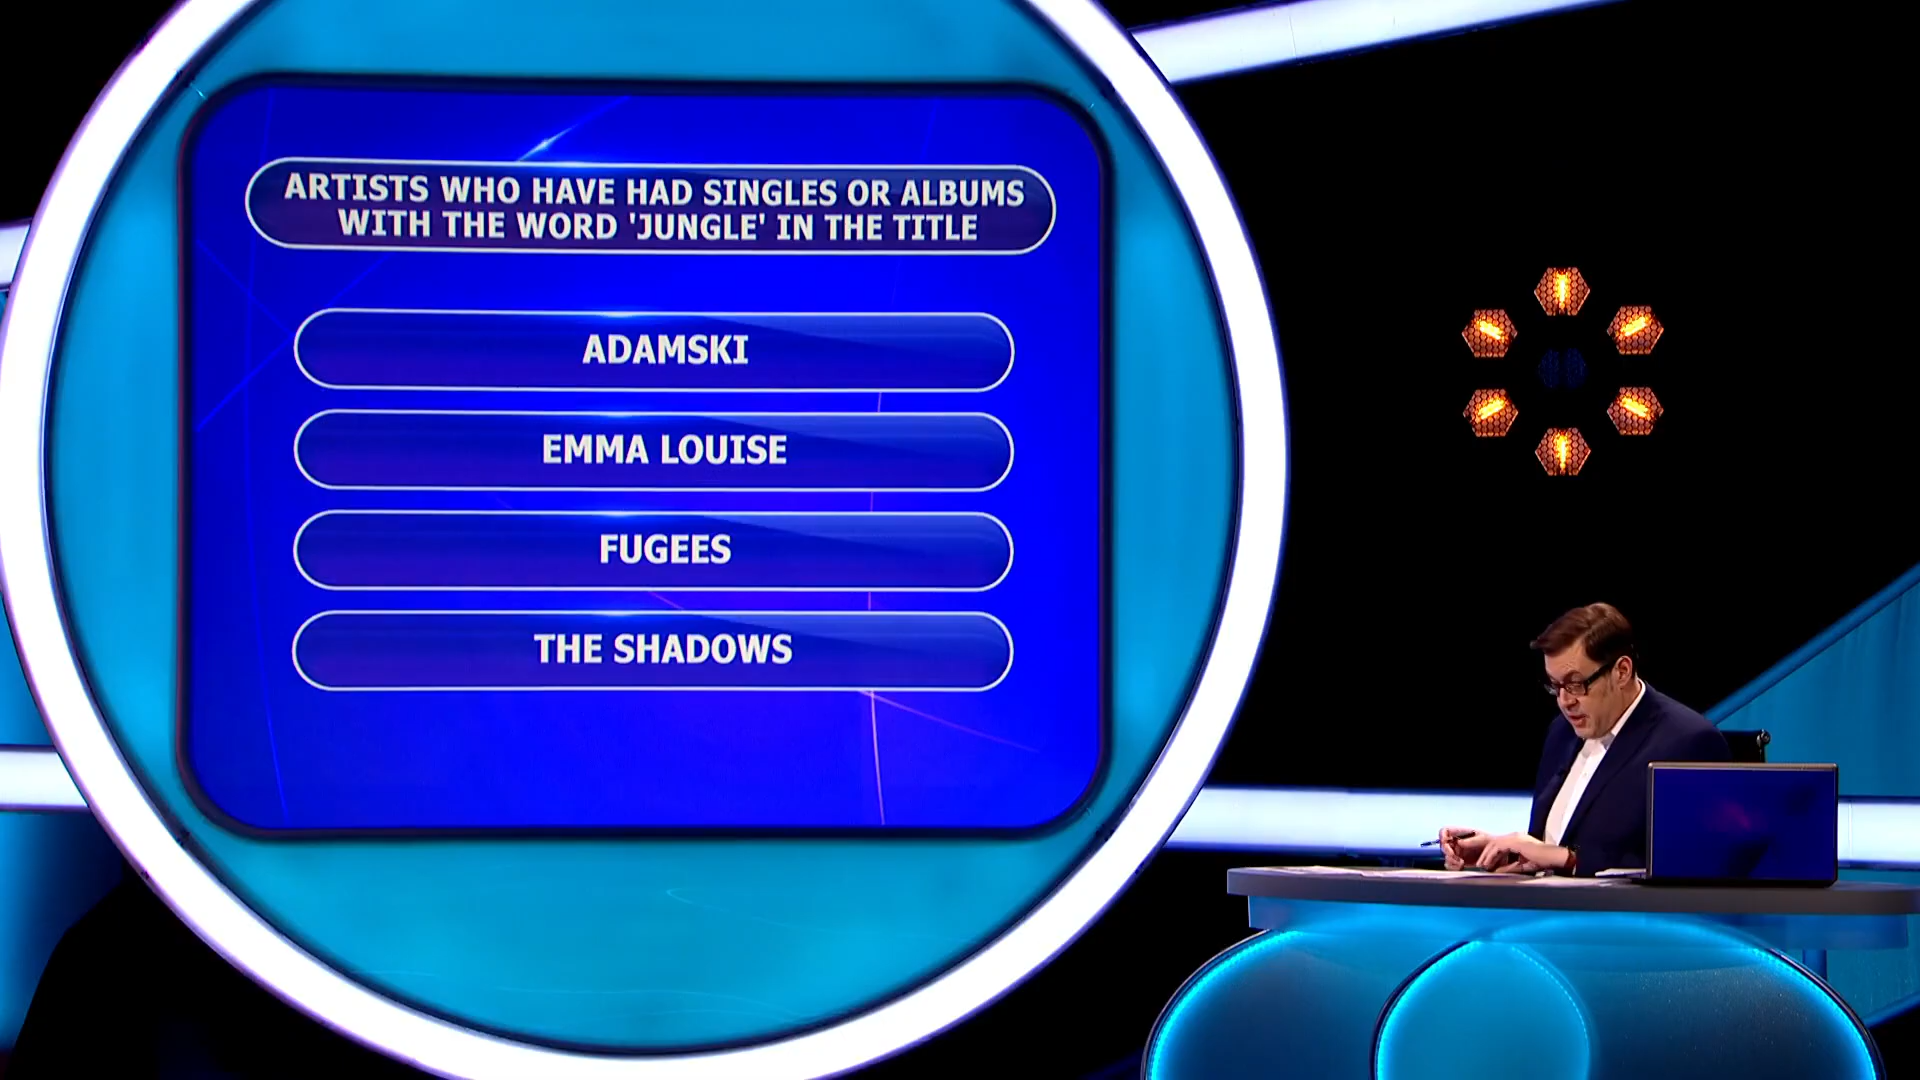 ARTISTS WHO HAVE HAD SINGLES OR ALBUMS
WITH THE WORD 'JUNGLE' IN THE TITLE
ADAMSKI
EMMA LOUISE
FUGEES
THE SHADOWS